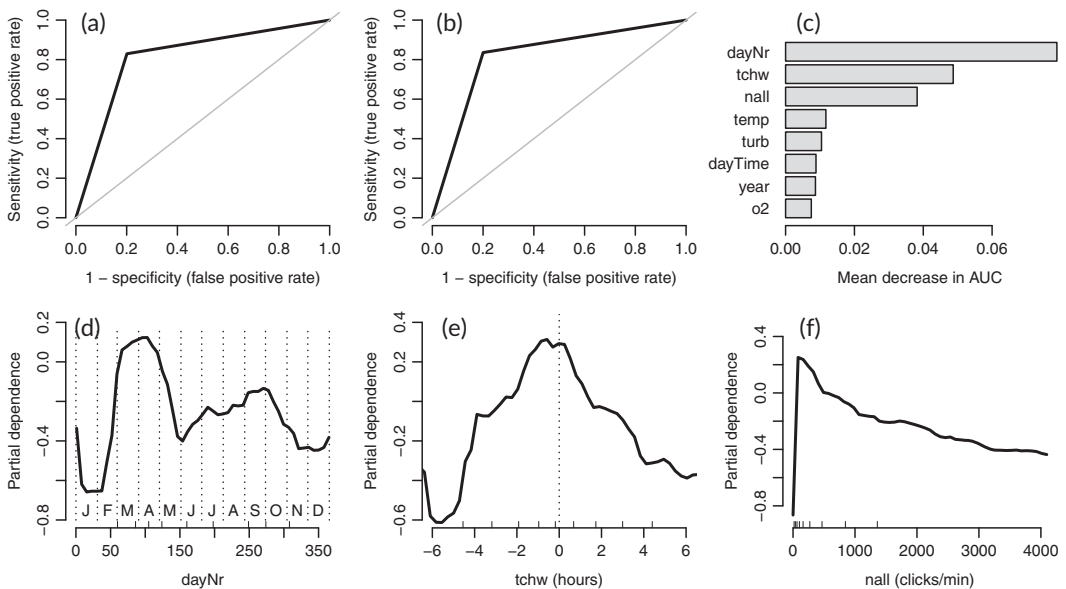 (a)
Sensitivity (true positive rate)
1.0
0.8
0.6
0.4
0.2
0.0
0.0 0.2 0.4 0.6 0.8 1.0
1 − specificity (false positive rate)
(b)
Sensitivity (true positive rate)
1.0
0.8
0.6
0.4
0.2
0.0
0.0 0.2 0.4 0.6 0.8 1.0
1 − specificity (false positive rate)
(c)
dayNr
tchw
nall
temp
turb
dayTime
year
o2
0.00 0.02 0.04 0.06
Mean decrease in AUC
(d)
Partial dependence
0.2
0.0
−0.4
−0.8
J F M A M J J A S O N D
0 50 150 250 350
dayNr
(e)
Partial dependence
0.4
0.2
−0.2
−0.6
−6 −4 −2 0 2 4 6
tchw (hours)
(f)
Partial dependence
0.4
0.0
−0.4
−0.8
0 1000 2000 3000 4000
nall (clicks/min)